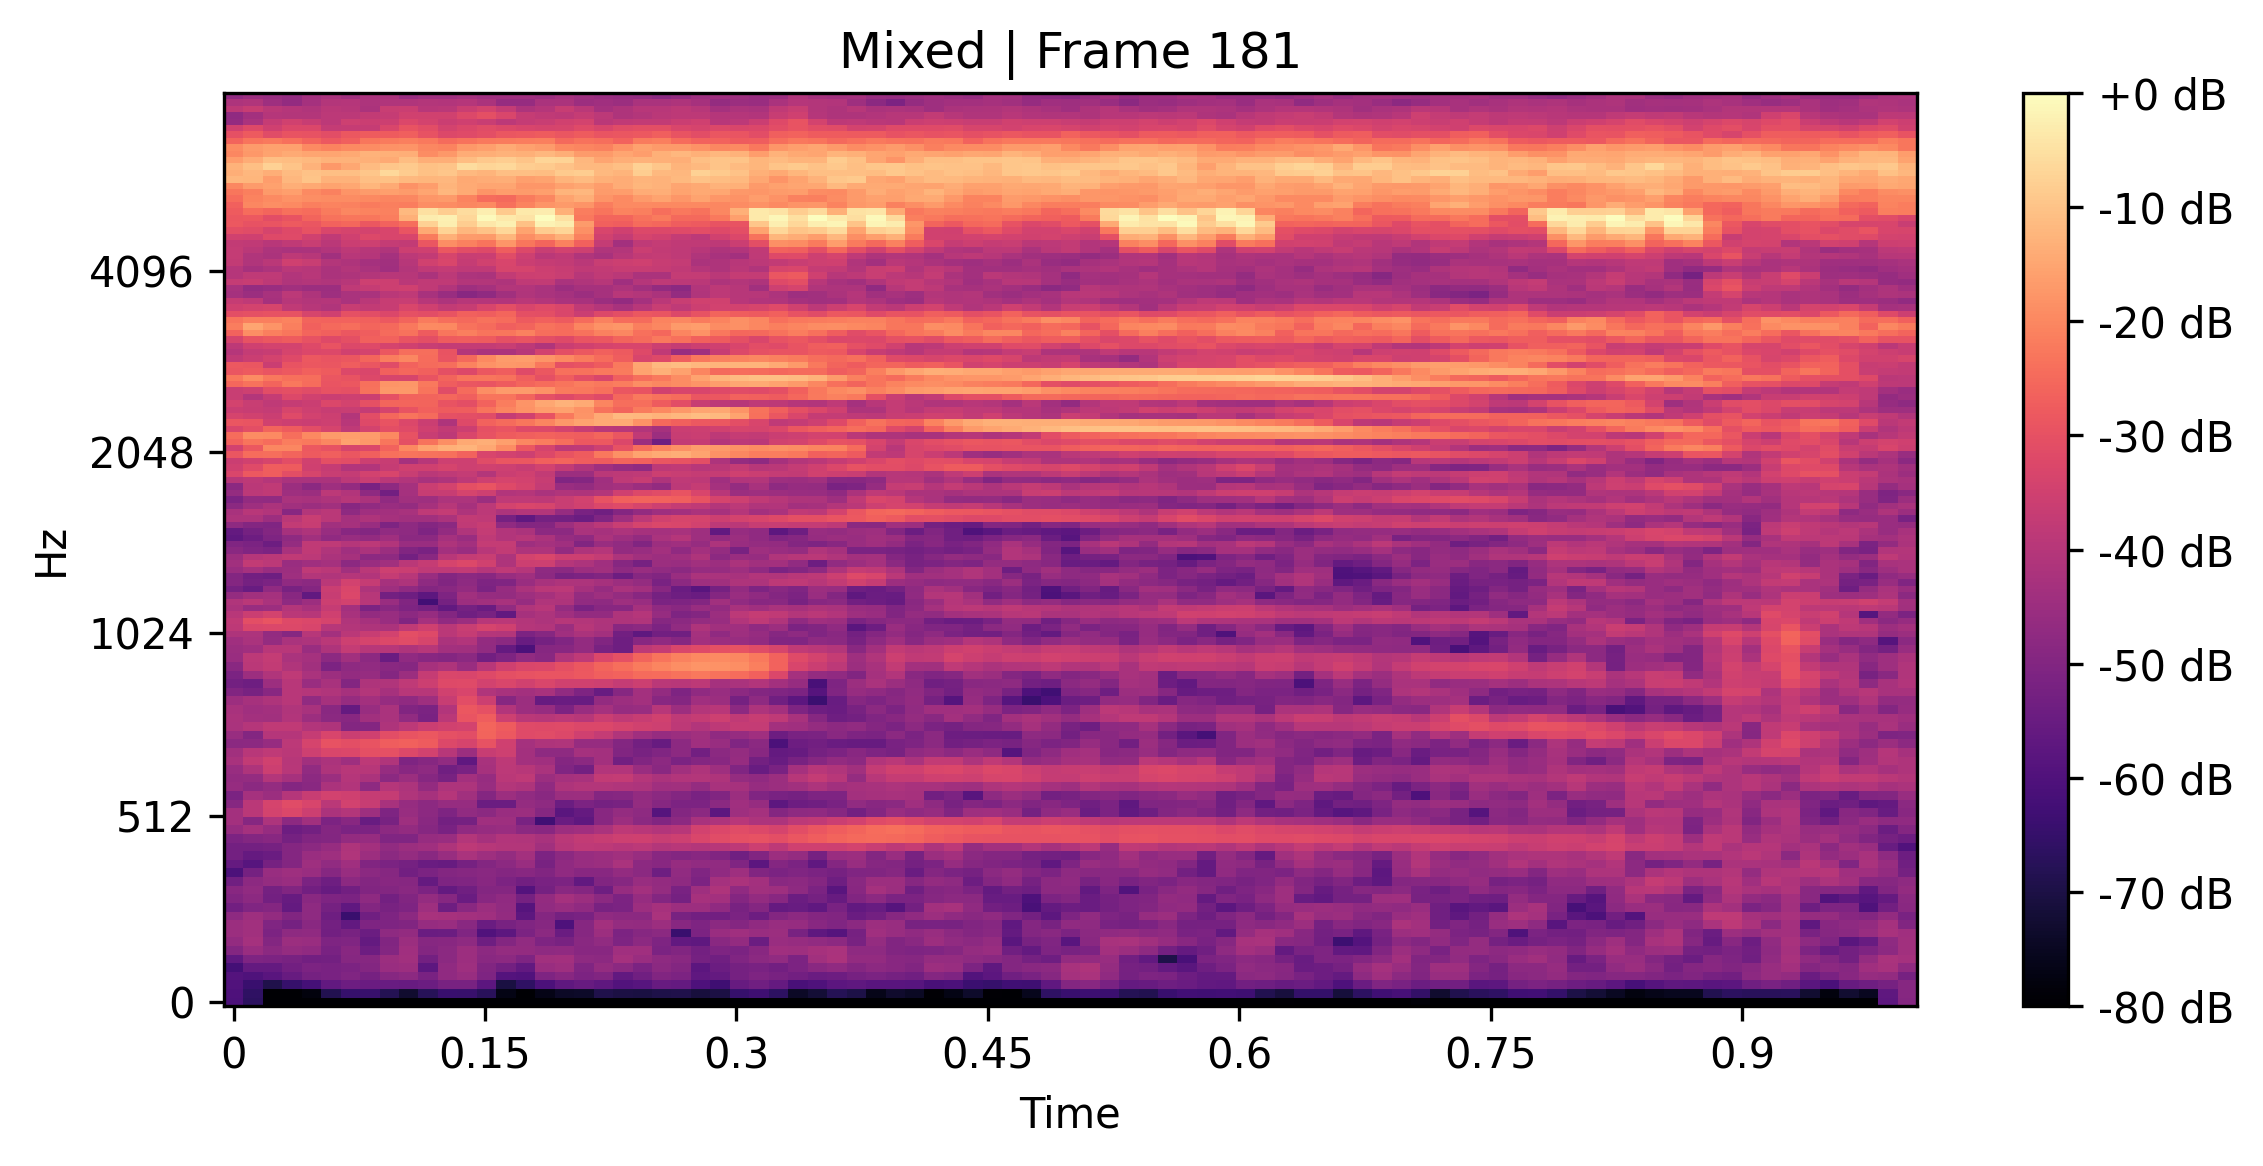 Mixed | Frame 181
Hz
4096
2048
1024
512
0
0 0.15 0.3 0.45 0.6 0.75 0.9
Time
+0 dB
-10 dB
-20 dB
-30 dB
-40 dB
-50 dB
-60 dB
-70 dB
-80 dB